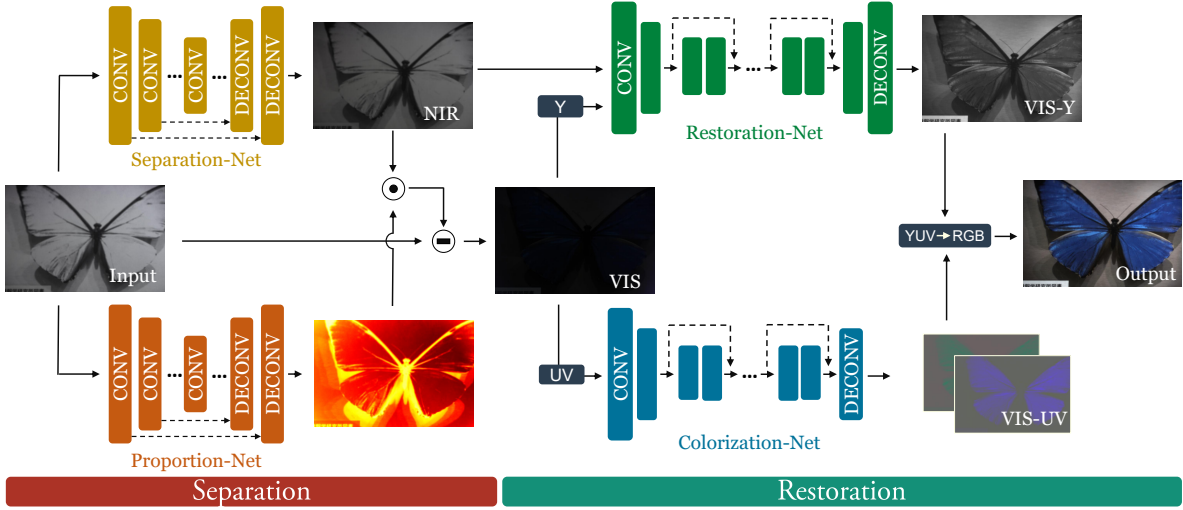 CONV
CONV
...
CONV
...
DECONV
DECONV
Separation-Net
NIR
CONV
...
DECONV
Restoration-Net
VIS-Y
Y
Input
VIS
YUV→RGB
Output
CONV
CONV
...
CONV
...
DECONV
DECONV
Proportion-Net
UV
CONV
...
DECONV
Colorization-Net
VIS-UV
Separation
Restoration